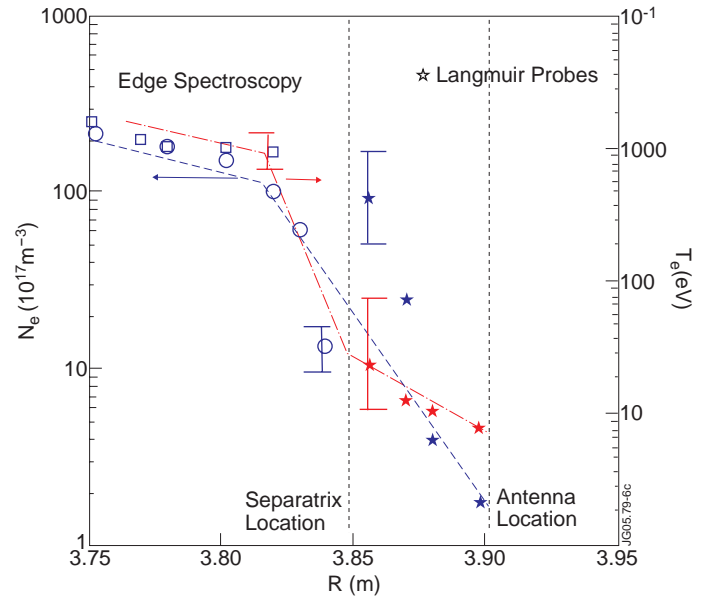 1000
100
10
1
N_e (10^17m^−3)
Edge Spectroscopy
☆ Langmuir Probes
10^-1
1000
100
10
T_e(eV)
Separatrix
Location
Antenna
Location
JG05.79-6c
3.75 3.80 3.85 3.90 3.95
R (m)